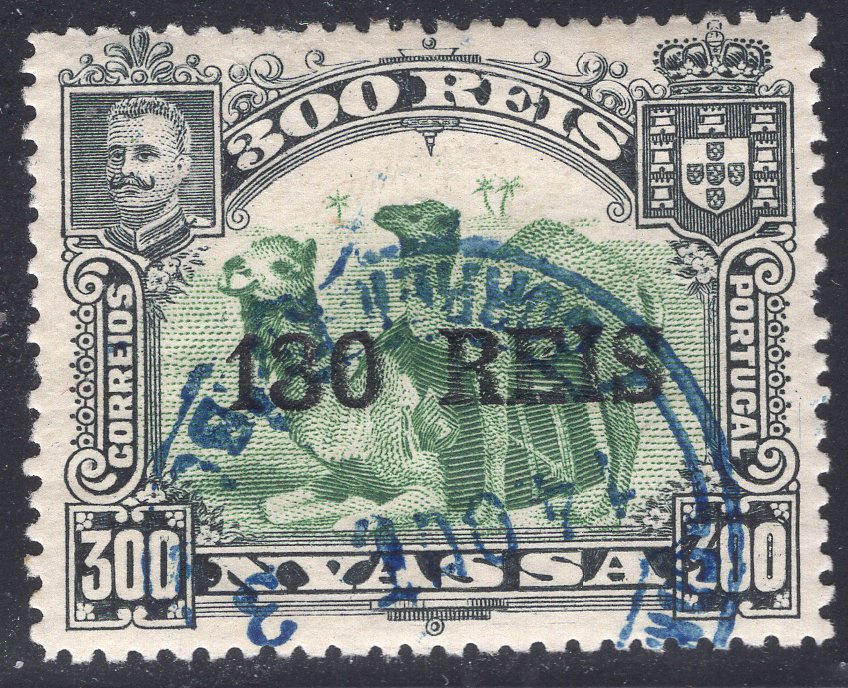 300 REIS
CORREIOS
PORTUGAL
130 REIS
300
NYASSA
300